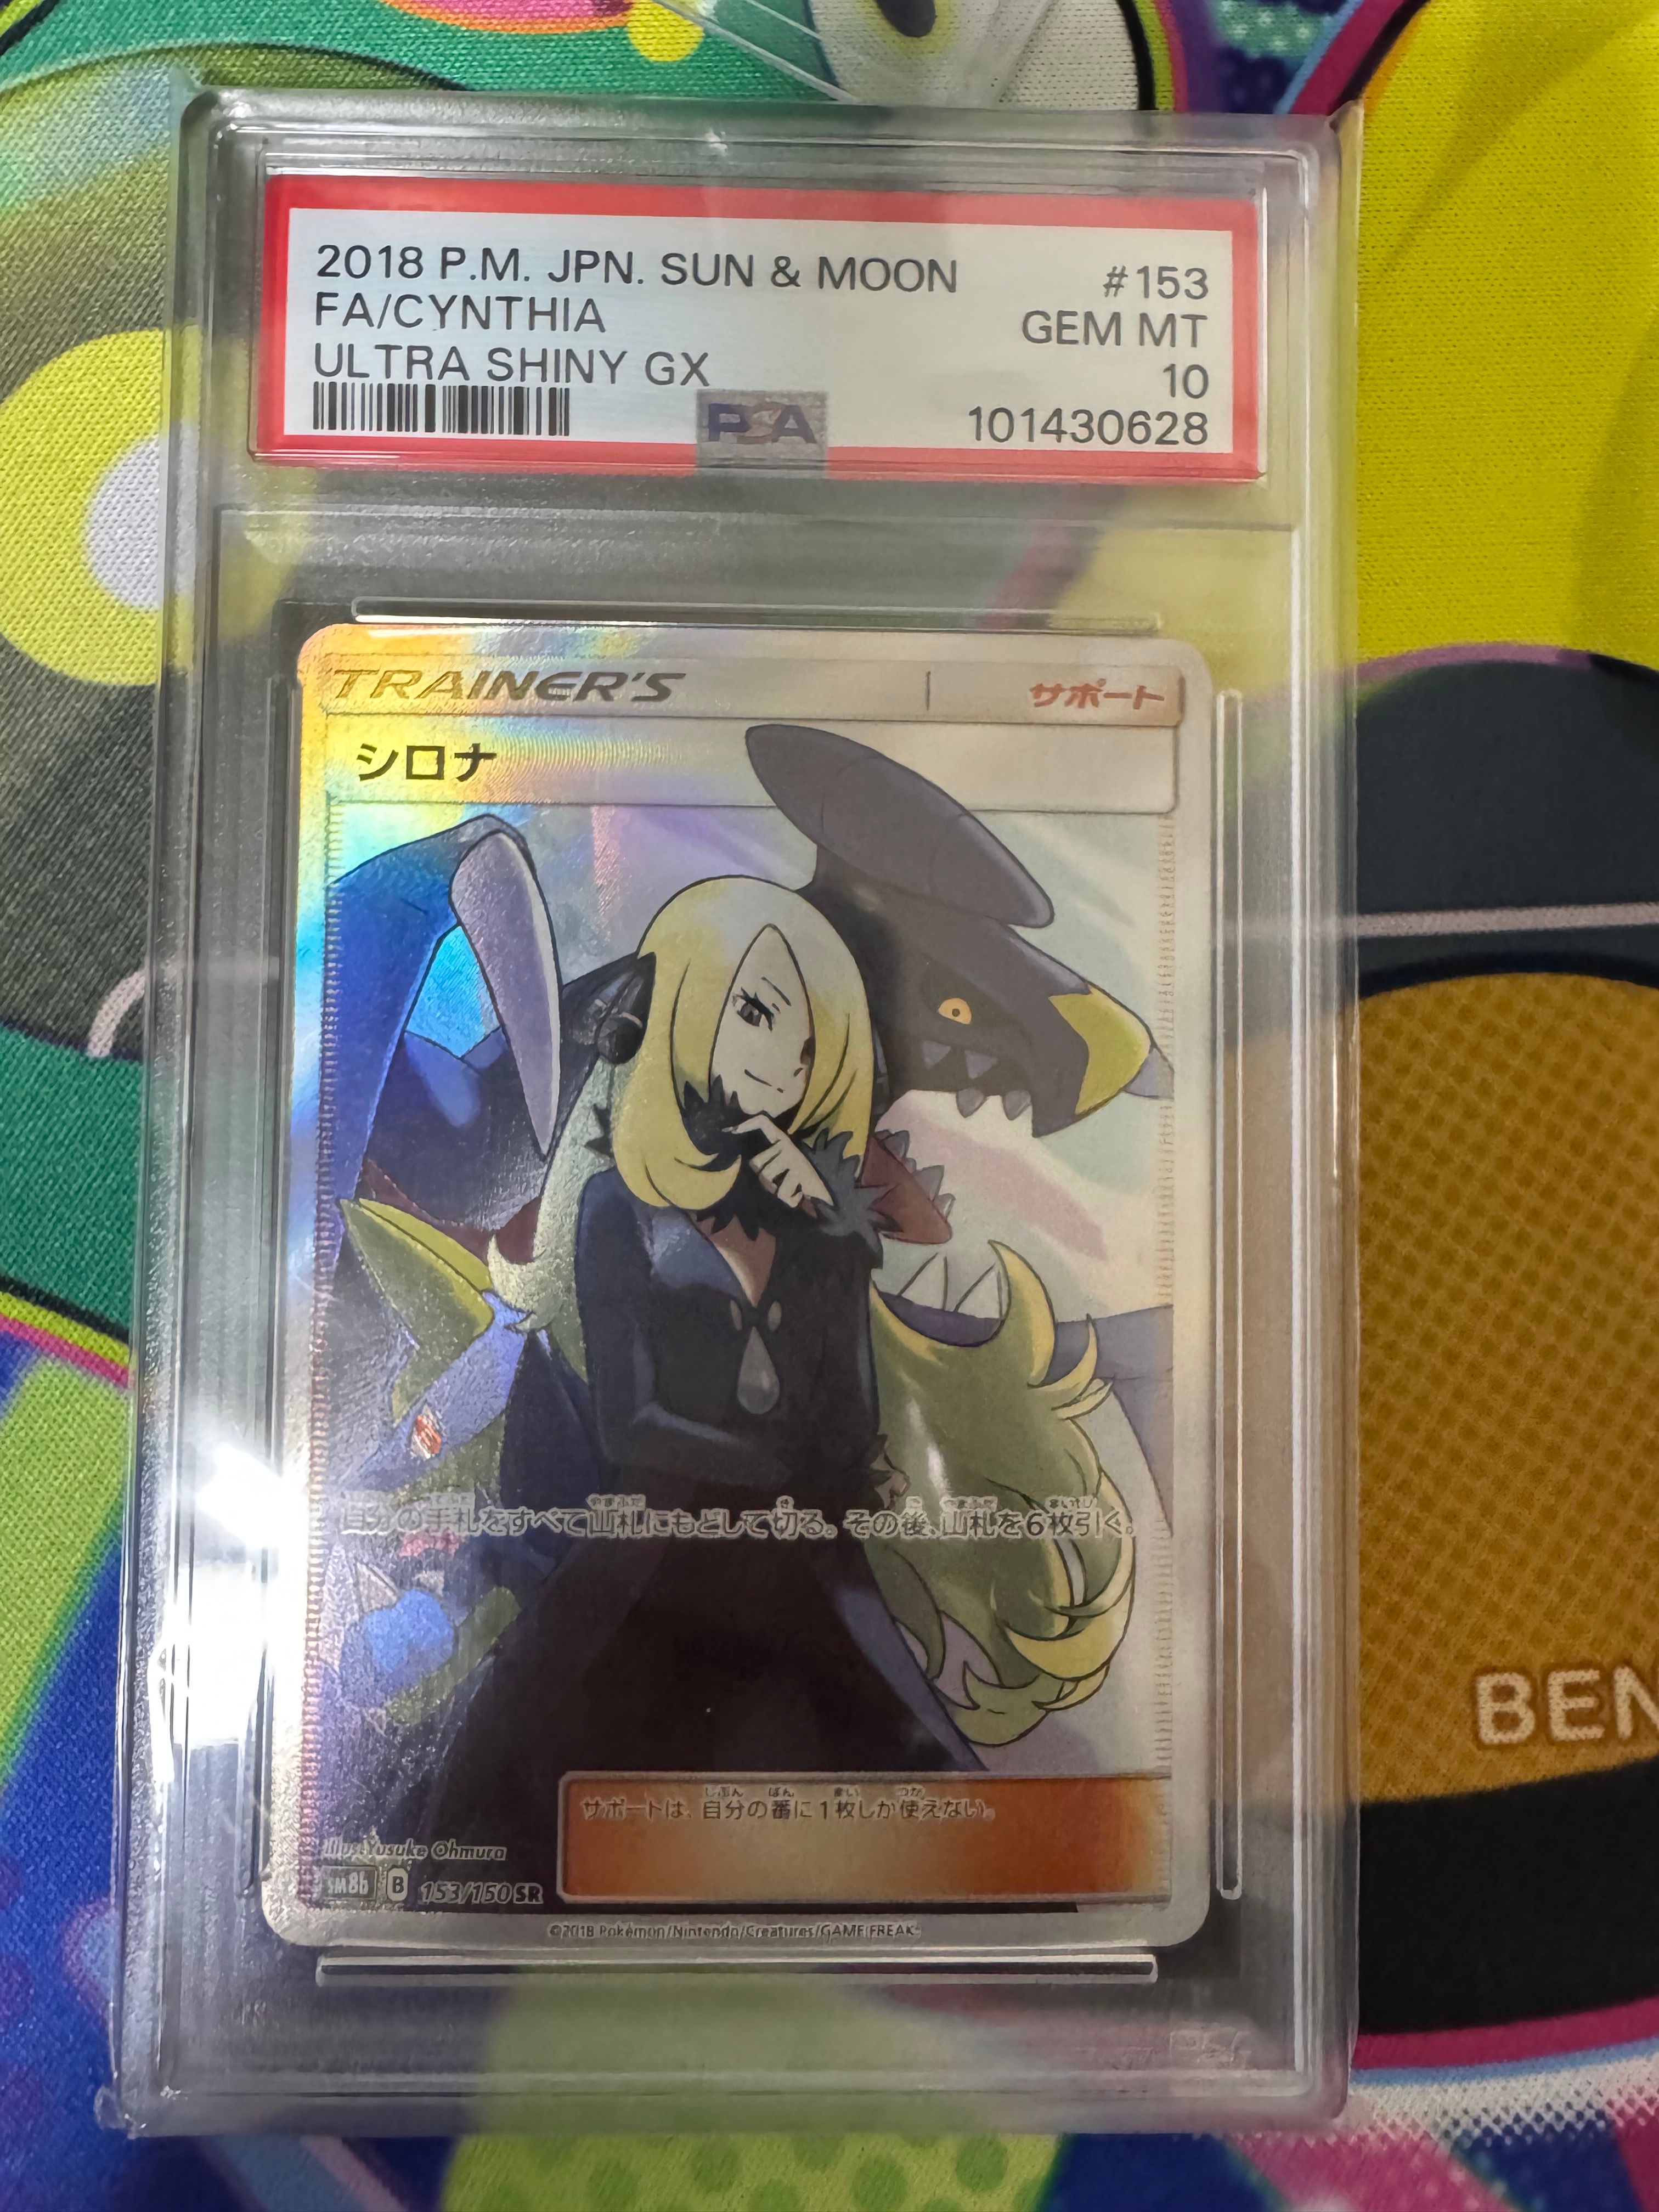 2018 P.M. JPN. SUN & MOON #153
FA/CYNTHIA GEM MT
ULTRA SHINY GX 10
PSA 101430628
TRAINER'S サポート
シロナ
自分の手札をすべて山札にもどして切る。その後、山札を6枚引く。
サポートは、自分の番に1枚しか使えない。
illus. Yusuke Ohmura
SM8b B 153/150 SR
©2018 Pokémon/Nintendo/Creatures/GAME FREAK.
BEN